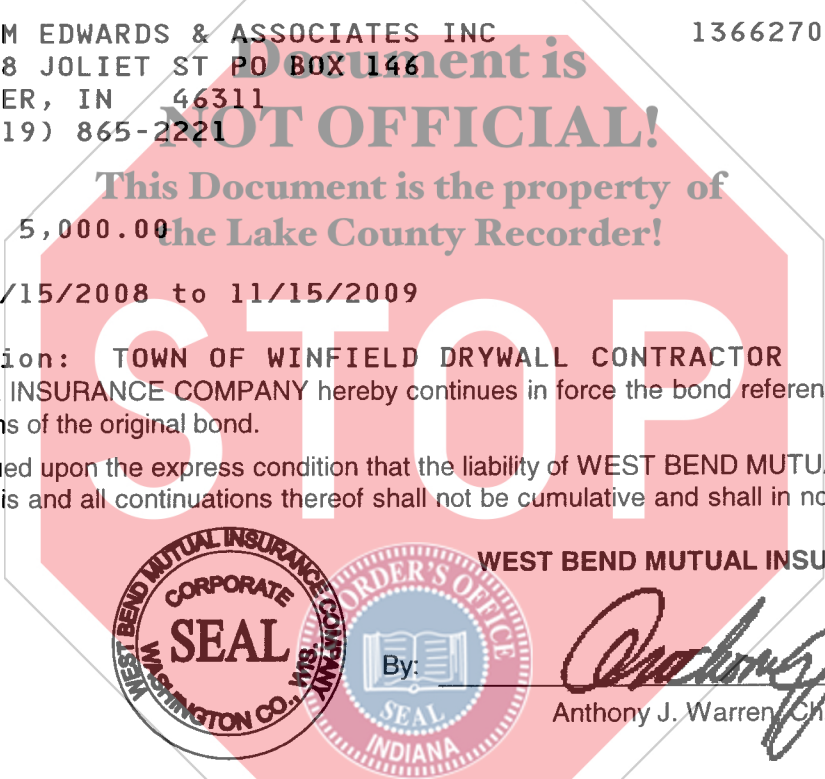 M EDWARDS & ASSOCIATES INC 1366270
8 JOLIET ST PO BOX 146
ER, IN 46311
19) 865-2221
Document is
NOT OFFICIAL!
This Document is the property of
the Lake County Recorder!
5,000.00
/15/2008 to 11/15/2009
STOP
ion: TOWN OF WINFIELD DRYWALL CONTRACTOR
INSURANCE COMPANY hereby continues in force the bond referen
s of the original bond.
ued upon the express condition that the liability of WEST BEND MUTU
is and all continuations thereof shall not be cumulative and shall in no
WEST BEND MUTUAL INSU
WEST BEND MUTUAL INSURANCE COMPANY
CORPORATE
SEAL
WASHINGTON CO., WIS.
ORDER'S OFFICE
SEAL
INDIANA
By:
Anthony J. Warren, Ch